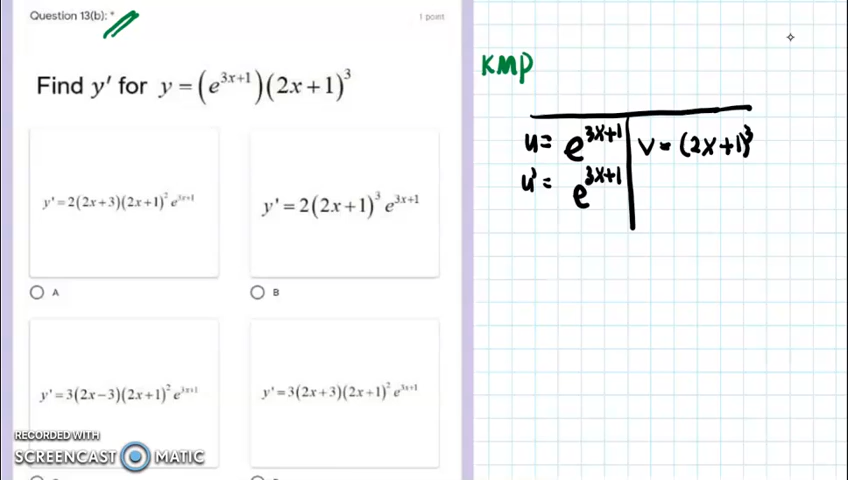 Question 13(b): *
1 point
Find y' for y = (e^{3x+1})(2x+1)^3
y' = 2(2x+3)(2x+1)^2 e^{3x+1}
y' = 2(2x+1)^3 e^{3x+1}
A
B
y' = 3(2x−3)(2x+1)^2 e^{3x+1}
y' = 3(2x+3)(2x+1)^2 e^{3x+1}
RECORDED WITH
SCREENCAST MATIC
KMP
u = e^{3x+1}
v = (2x+1)^3
u' = e^{3x+1}